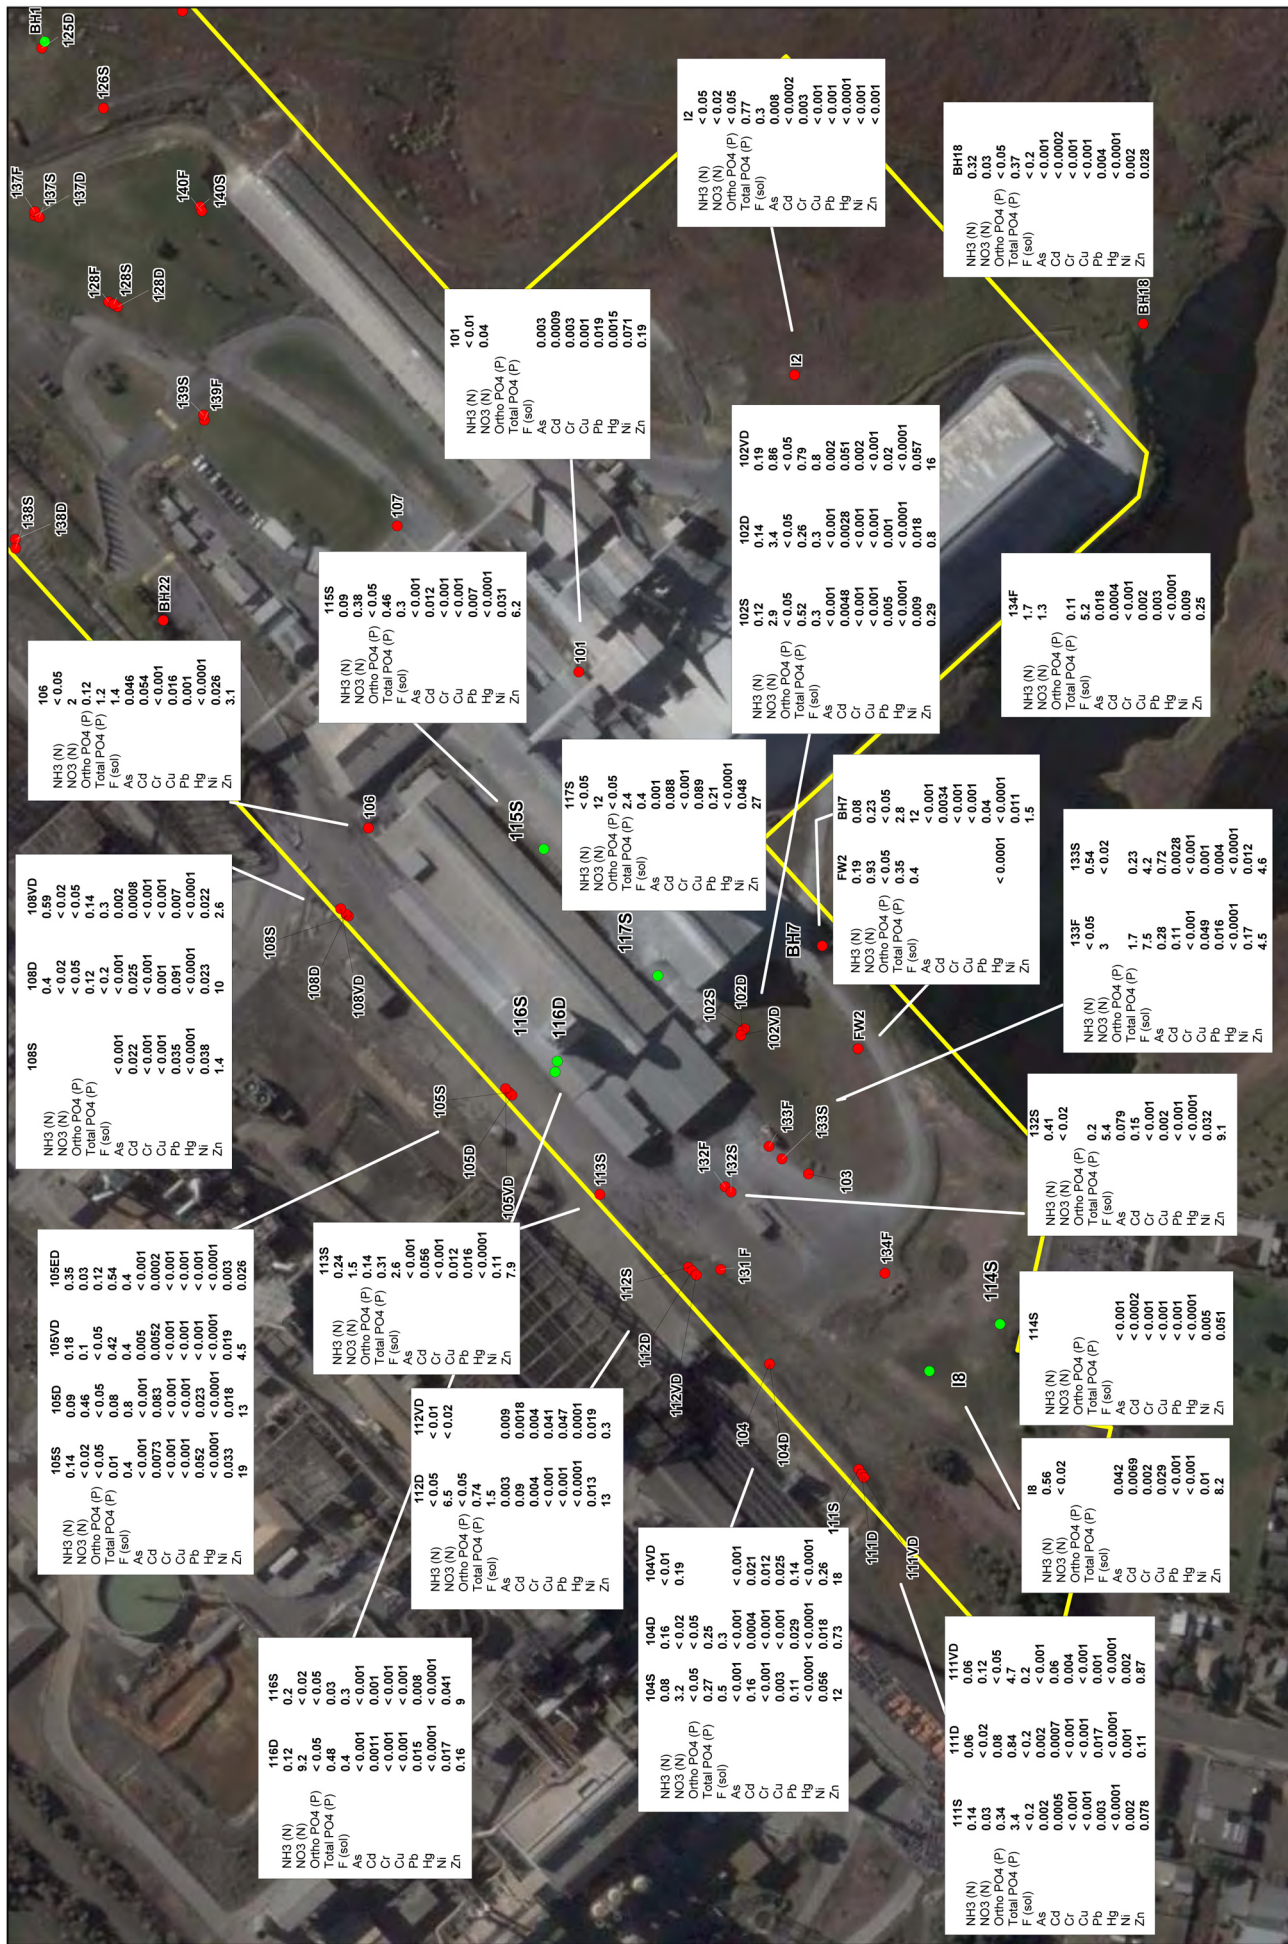 111S 111D 111VD
NH3 (N) 0.14 0.06 0.06
NO3 (N) 0.03 < 0.02 0.12
Ortho PO4 (P) 0.34 0.08 < 0.05
Total PO4 (P) 3.4 0.84 4.7
F (sol) < 0.2 < 0.2 0.2
As 0.002 0.002 < 0.001
Cd 0.0005 0.0007 0.06
Cr < 0.001 < 0.001 0.004
Cu < 0.001 < 0.001 < 0.001
Pb 0.003 0.017 0.001
Hg < 0.0001 < 0.0001 < 0.0001
Ni 0.002 0.001 0.002
Zn 0.078 0.11 0.87
116D 116S
NH3 (N) 0.12 0.2
NO3 (N) 9.2 < 0.02
Ortho PO4 (P) < 0.05 < 0.05
Total PO4 (P) 0.48 0.03
F (sol) 0.4 0.3
As < 0.001 < 0.001
Cd 0.0011 0.001
Cr < 0.001 < 0.001
Cu < 0.001 < 0.001
Pb 0.015 0.008
Hg < 0.0001 < 0.0001
Ni 0.017 0.041
Zn 0.16 9
104S 104D 104VD
NH3 (N) 0.08 0.16 < 0.01
NO3 (N) 3.2 < 0.02 0.19
Ortho PO4 (P) < 0.05 < 0.05
Total PO4 (P) 0.27 0.25
F (sol) 0.5 0.3
As < 0.001 < 0.001 < 0.001
Cd 0.16 0.0004 0.021
Cr < 0.001 < 0.001 0.012
Cu 0.003 < 0.001 0.025
Pb 0.11 0.029 0.14
Hg < 0.0001 < 0.0001 < 0.0001
Ni 0.056 0.018 0.26
Zn 12 0.73 18
105S 105D 105VD 105ED
NH3 (N) 0.14 0.09 0.18 0.35
NO3 (N) < 0.02 0.46 0.1 0.03
Ortho PO4 (P) < 0.05 < 0.05 < 0.05 0.12
Total PO4 (P) 0.01 0.08 0.42 0.54
F (sol) 0.4 0.8 0.4 0.4
As < 0.001 < 0.001 0.005 < 0.001
Cd 0.0073 0.083 0.0052 0.0002
Cr < 0.001 < 0.001 < 0.001 < 0.001
Cu < 0.001 < 0.001 < 0.001 < 0.001
Pb 0.052 0.023 < 0.001 < 0.001
Hg < 0.0001 < 0.0001 < 0.0001 < 0.0001
Ni 0.033 0.018 0.019 0.003
Zn 19 13 4.5 0.026
112D 112VD
NH3 (N) < 0.05 < 0.01
NO3 (N) 6.5 < 0.02
Ortho PO4 (P) < 0.05
Total PO4 (P) 0.74
F (sol) 1.5
As 0.003 0.009
Cd 0.09 0.0018
Cr 0.004 0.004
Cu < 0.001 0.041
Pb < 0.001 0.047
Hg < 0.0001 0.0001
Ni 0.013 0.019
Zn 13 0.3
113S
NH3 (N) 0.24
NO3 (N) 1.5
Ortho PO4 (P) 0.14
Total PO4 (P) 0.31
F (sol) 2.6
As < 0.001
Cd 0.056
Cr < 0.001
Cu 0.012
Pb 0.016
Hg < 0.0001
Ni 0.11
Zn 7.9
108S 108D 108VD
NH3 (N) 0.4 0.59
NO3 (N) < 0.02 < 0.02
Ortho PO4 (P) < 0.05 < 0.05
Total PO4 (P) 0.12 0.14
F (sol) < 0.2 0.3
As < 0.001 < 0.001 0.002
Cd 0.022 0.025 0.0008
Cr < 0.001 < 0.001 < 0.001
Cu < 0.001 0.001 < 0.001
Pb 0.035 0.091 0.007
Hg < 0.0001 < 0.0001 < 0.0001
Ni 0.038 0.023 0.022
Zn 1.4 10 2.6
106
NH3 (N) < 0.05
NO3 (N) 2
Ortho PO4 (P) 0.12
Total PO4 (P) 1.2
F (sol) 1.4
As 0.046
Cd 0.054
Cr < 0.001
Cu 0.016
Pb 0.001
Hg < 0.0001
Ni 0.026
Zn 3.1
115S
NH3 (N) 0.09
NO3 (N) 0.38
Ortho PO4 (P) < 0.05
Total PO4 (P) 0.46
F (sol) 0.3
As < 0.001
Cd 0.012
Cr < 0.001
Cu < 0.001
Pb 0.007
Hg < 0.0001
Ni 0.031
Zn 6.2
101
NH3 (N) < 0.01
NO3 (N) 0.04
Ortho PO4 (P)
Total PO4 (P)
F (sol)
As 0.003
Cd 0.0009
Cr 0.003
Cu 0.001
Pb 0.019
Hg 0.0015
Ni 0.071
Zn 0.19
117S
NH3 (N) < 0.05
NO3 (N) 12
Ortho PO4 (P) < 0.05
Total PO4 (P) 2.4
F (sol) 0.4
As 0.001
Cd 0.088
Cr < 0.001
Cu 0.089
Pb 0.21
Hg < 0.0001
Ni 0.048
Zn 27
I2
NH3 (N) < 0.05
NO3 (N) < 0.02
Ortho PO4 (P) < 0.05
Total PO4 (P) 0.77
F (sol) 0.3
As 0.008
Cd < 0.0002
Cr 0.003
Cu < 0.001
Pb < 0.001
Hg < 0.0001
Ni < 0.001
Zn < 0.001
102S 102D 102VD
NH3 (N) 0.12 0.14 0.19
NO3 (N) 2.9 3.4 0.86
Ortho PO4 (P) < 0.05 < 0.05 < 0.05
Total PO4 (P) 0.52 0.26 0.79
F (sol) 0.3 0.3 0.8
As < 0.001 < 0.001 0.002
Cd 0.0048 0.0028 0.051
Cr < 0.001 < 0.001 0.002
Cu < 0.001 < 0.001 < 0.001
Pb 0.005 0.001 0.02
Hg < 0.0001 < 0.0001 < 0.0001
Ni 0.009 0.018 0.057
Zn 0.29 0.8 16
FW2 BH7
NH3 (N) 0.19 0.08
NO3 (N) 0.93 0.23
Ortho PO4 (P) < 0.05 < 0.05
Total PO4 (P) 0.35 2.8
F (sol) 0.4 12
As < 0.001
Cd 0.0034
Cr < 0.001
Cu < 0.001
Pb 0.04
Hg < 0.0001 < 0.0001
Ni 0.011
Zn 1.5
BH18
NH3 (N) 0.32
NO3 (N) 0.03
Ortho PO4 (P) < 0.05
Total PO4 (P) 0.37
F (sol) < 0.2
As < 0.001
Cd < 0.0002
Cr < 0.001
Cu < 0.001
Pb 0.004
Hg < 0.0001
Ni 0.002
Zn 0.028
134F
NH3 (N) 1.7
NO3 (N) 1.3
Ortho PO4 (P)
Total PO4 (P) 0.11
F (sol) 5.2
As 0.018
Cd 0.0004
Cr < 0.001
Cu 0.002
Pb 0.003
Hg < 0.0001
Ni 0.009
Zn 0.25
I8
NH3 (N) 0.56
NO3 (N) < 0.02
Ortho PO4 (P)
Total PO4 (P)
F (sol)
As 0.042
Cd 0.0069
Cr 0.002
Cu 0.029
Pb < 0.001
Hg < 0.001
Ni 0.01
Zn 8.2
114S
NH3 (N)
NO3 (N)
Ortho PO4 (P)
Total PO4 (P)
F (sol)
As < 0.001
Cd < 0.0002
Cr < 0.001
Cu < 0.001
Pb < 0.001
Hg < 0.0001
Ni 0.005
Zn 0.051
132S
NH3 (N) 0.41
NO3 (N) < 0.02
Ortho PO4 (P)
Total PO4 (P) 0.2
F (sol) 5.4
As 0.079
Cd 0.15
Cr < 0.001
Cu 0.002
Pb < 0.001
Hg < 0.0001
Ni 0.032
Zn 9.1
133F 133S
NH3 (N) < 0.05 0.54
NO3 (N) 3 < 0.02
Ortho PO4 (P)
Total PO4 (P) 1.7 0.23
F (sol) 7.5 4.2
As 0.28 0.72
Cd 0.11 0.0028
Cr < 0.001 < 0.001
Cu 0.049 0.001
Pb 0.016 0.004
Hg < 0.0001 < 0.0001
Ni 0.17 0.012
Zn 4.5 4.6
BH1
125D
126S
137F
137S
137D
128F
128S
128D
140F
140S
139S
139F
138S
138D
BH22
107
106
101
115S
117S
108S
108D
108VD
116S
116D
105S
105D
105VD
113S
112S
112D
112VD
131F
132F
132S
133F
133S
103
102S
102D
102VD
BH7
FW2
134F
104
104D
111S
111D
111VD
I8
114S
I2
BH18